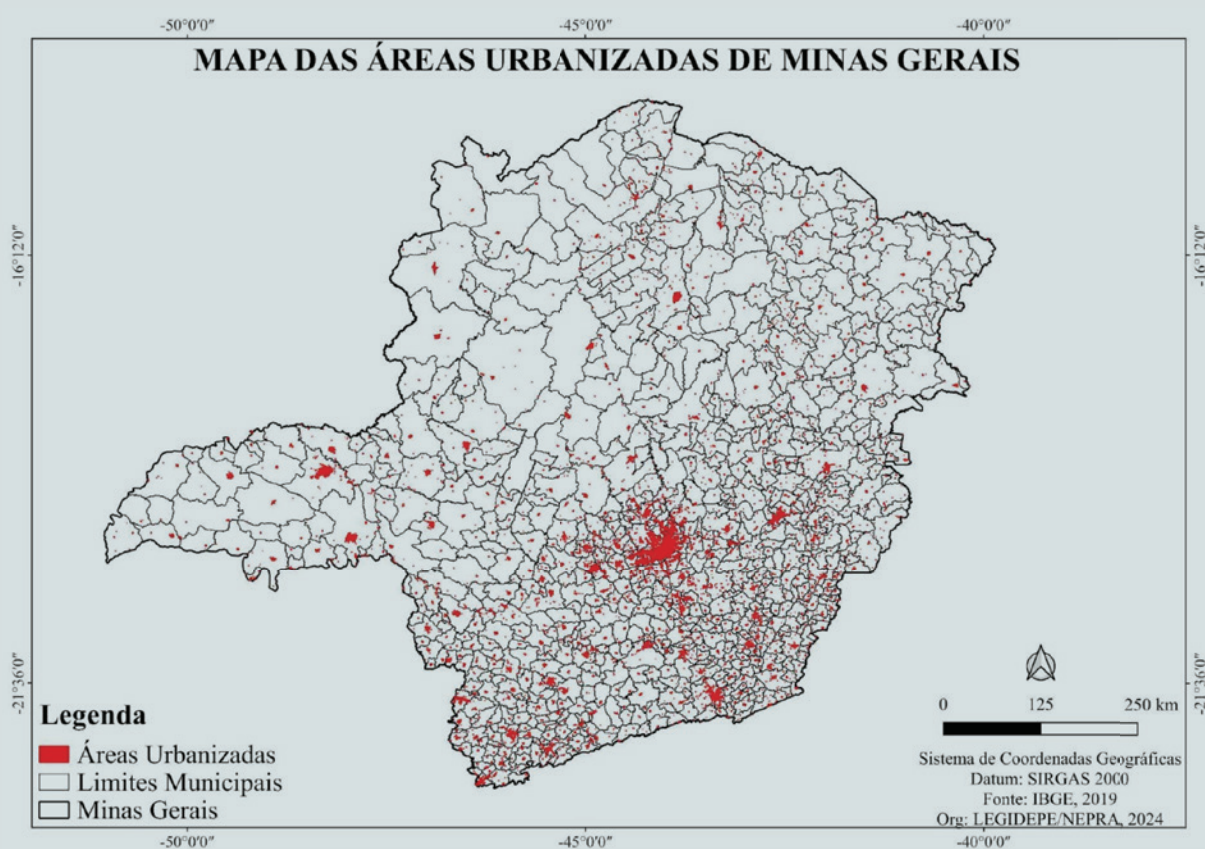 -50°0′0″
-45°0′0″
-40°0′0″
MAPA DAS ÁREAS URBANIZADAS DE MINAS GERAIS
-16°12′0″
-16°12′0″
-21°36′0″
-21°36′0″
Legenda
Áreas Urbanizadas
Limites Municipais
Minas Gerais
0 125 250 km
Sistema de Coordenadas Geográficas
Datum: SIRGAS 2000
Fonte: IBGE, 2019
Org: LEGIDEPE/NEPRA, 2024
-50°0′0″
-45°0′0″
-40°0′0″